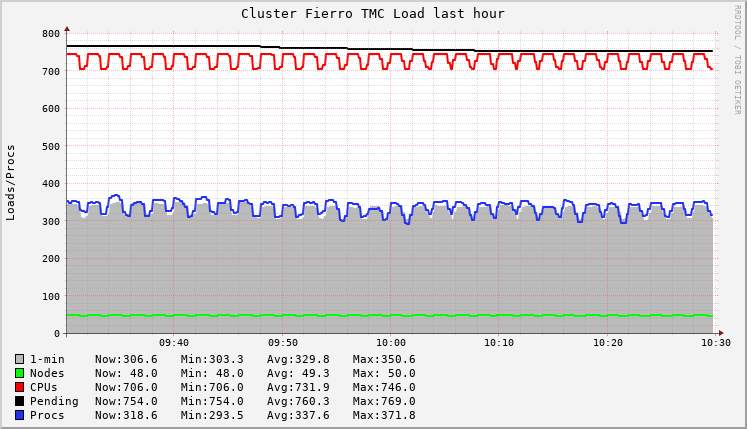 Cluster Fierro TMC Load last hour
RRDTOOL / TOBI OETIKER
Loads/Procs
800
700
600
500
400
300
200
100
0
09:40 09:50 10:00 10:10 10:20 10:30
1-min Now:306.6 Min:303.3 Avg:329.8 Max:350.6
Nodes Now: 48.0 Min: 48.0 Avg: 49.3 Max: 50.0
CPUs Now:706.0 Min:706.0 Avg:731.9 Max:746.0
Pending Now:754.0 Min:754.0 Avg:760.3 Max:769.0
Procs Now:318.6 Min:293.5 Avg:337.6 Max:371.8